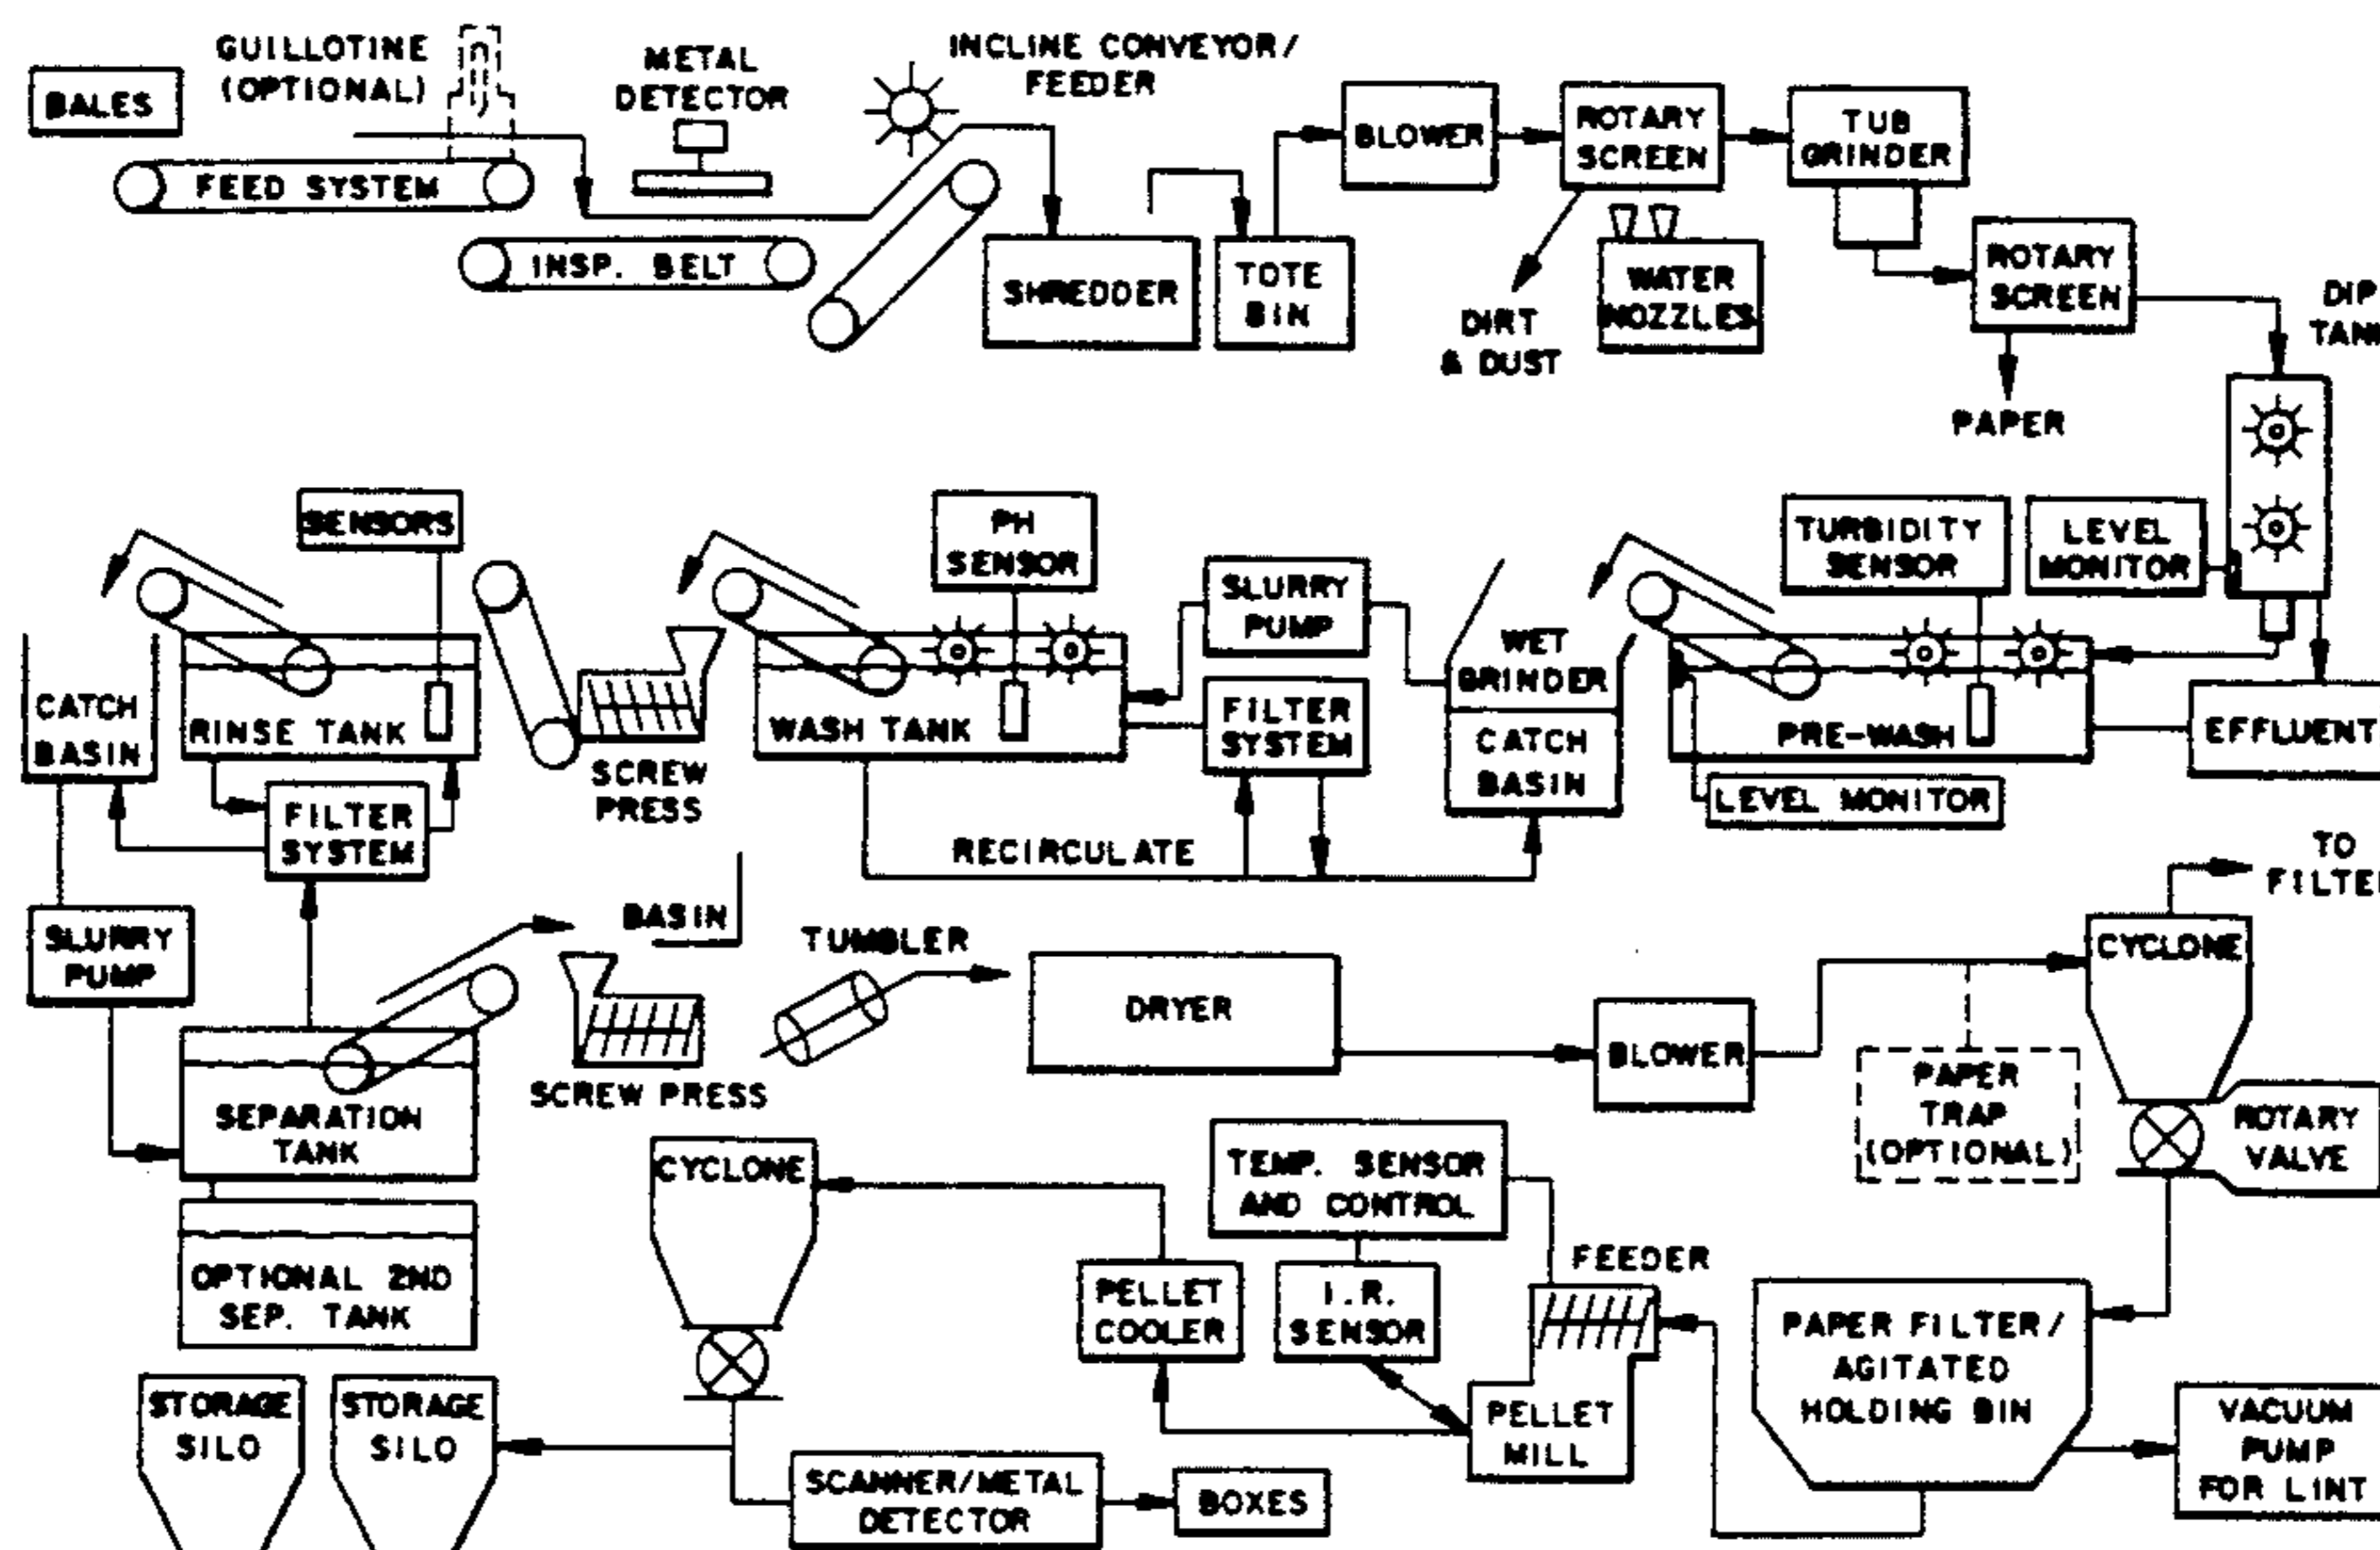 BALES
GUILLOTINE
(OPTIONAL)
FEED SYSTEM
METAL
DETECTOR
INSP. BELT
INCLINE CONVEYOR/
FEEDER
SHREDDER
TOTE
BIN
BLOWER
ROTARY
SCREEN
DIRT
& DUST
WATER
NOZZLES
TUB
GRINDER
ROTARY
SCREEN
PAPER
DIP
TANK
SENSORS
CATCH
BASIN
RINSE TANK
FILTER
SYSTEM
SCREW
PRESS
PH
SENSOR
WASH TANK
SLURRY
PUMP
FILTER
SYSTEM
RECIRCULATE
WET
GRINDER
CATCH
BASIN
TURBIDITY
SENSOR
LEVEL
MONITOR
PRE-WASH
LEVEL MONITOR
EFFLUENT
SLURRY
PUMP
SEPARATION
TANK
OPTIONAL 2ND
SEP. TANK
BASIN
SCREW PRESS
TUMBLER
DRYER
BLOWER
PAPER
TRAP
(OPTIONAL)
TO
FILTER
CYCLONE
ROTARY
VALVE
CYCLONE
TEMP. SENSOR
AND CONTROL
PELLET
COOLER
I.R.
SENSOR
FEEDER
PELLET
MILL
PAPER FILTER/
AGITATED
HOLDING BIN
VACUUM
PUMP
FOR LINT
STORAGE
SILO
STORAGE
SILO
SCANNER/METAL
DETECTOR
BOXES